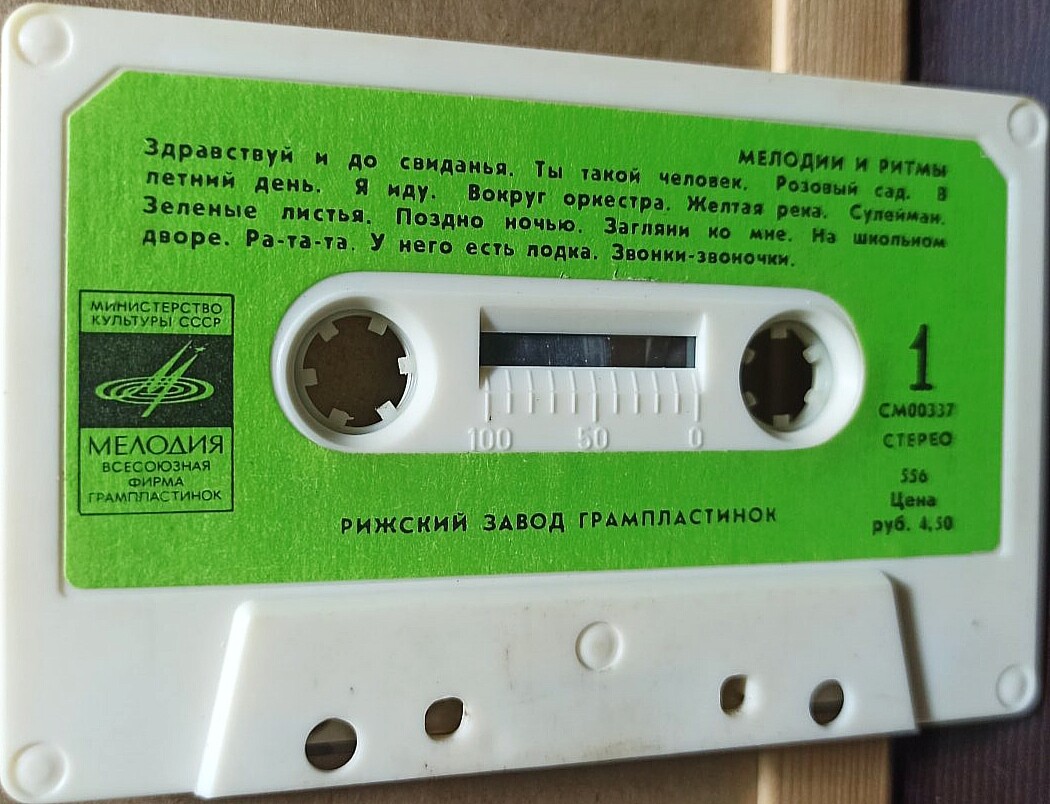 МЕЛОДИИ И РИТМЫ
Здравствуй и до свиданья. Ты такой человек. Розовый сад. В
летний день. Я иду. Вокруг оркестра. Желтая река. Сулейман.
Зеленые листья. Поздно ночью. Загляни ко мне. На школьном
дворе. Ра-та-та. У него есть лодка. Звонки-звоночки.
МИНИСТЕРСТВО
КУЛЬТУРЫ СССР
МЕЛОДИЯ
ВСЕСОЮЗНАЯ
ФИРМА
ГРАМПЛАСТИНОК
100 50 0
1
СМ00337
СТЕРЕО
556
Цена
руб. 4,50
РИЖСКИЙ ЗАВОД ГРАМПЛАСТИНОК